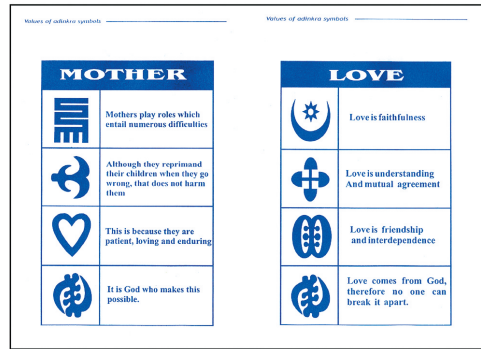 Values of adinkra symbols
MOTHER
Mothers play roles which
entail numerous difficulties
Although they reprimand
their children when they go
wrong, that does not harm
them
This is because they are
patient, loving and enduring
It is God who makes this
possible.
Values of adinkra symbols
LOVE
Love is faithfulness
Love is understanding
And mutual agreement
Love is friendship
and interdependence
Love comes from God,
therefore no one can
break it apart.